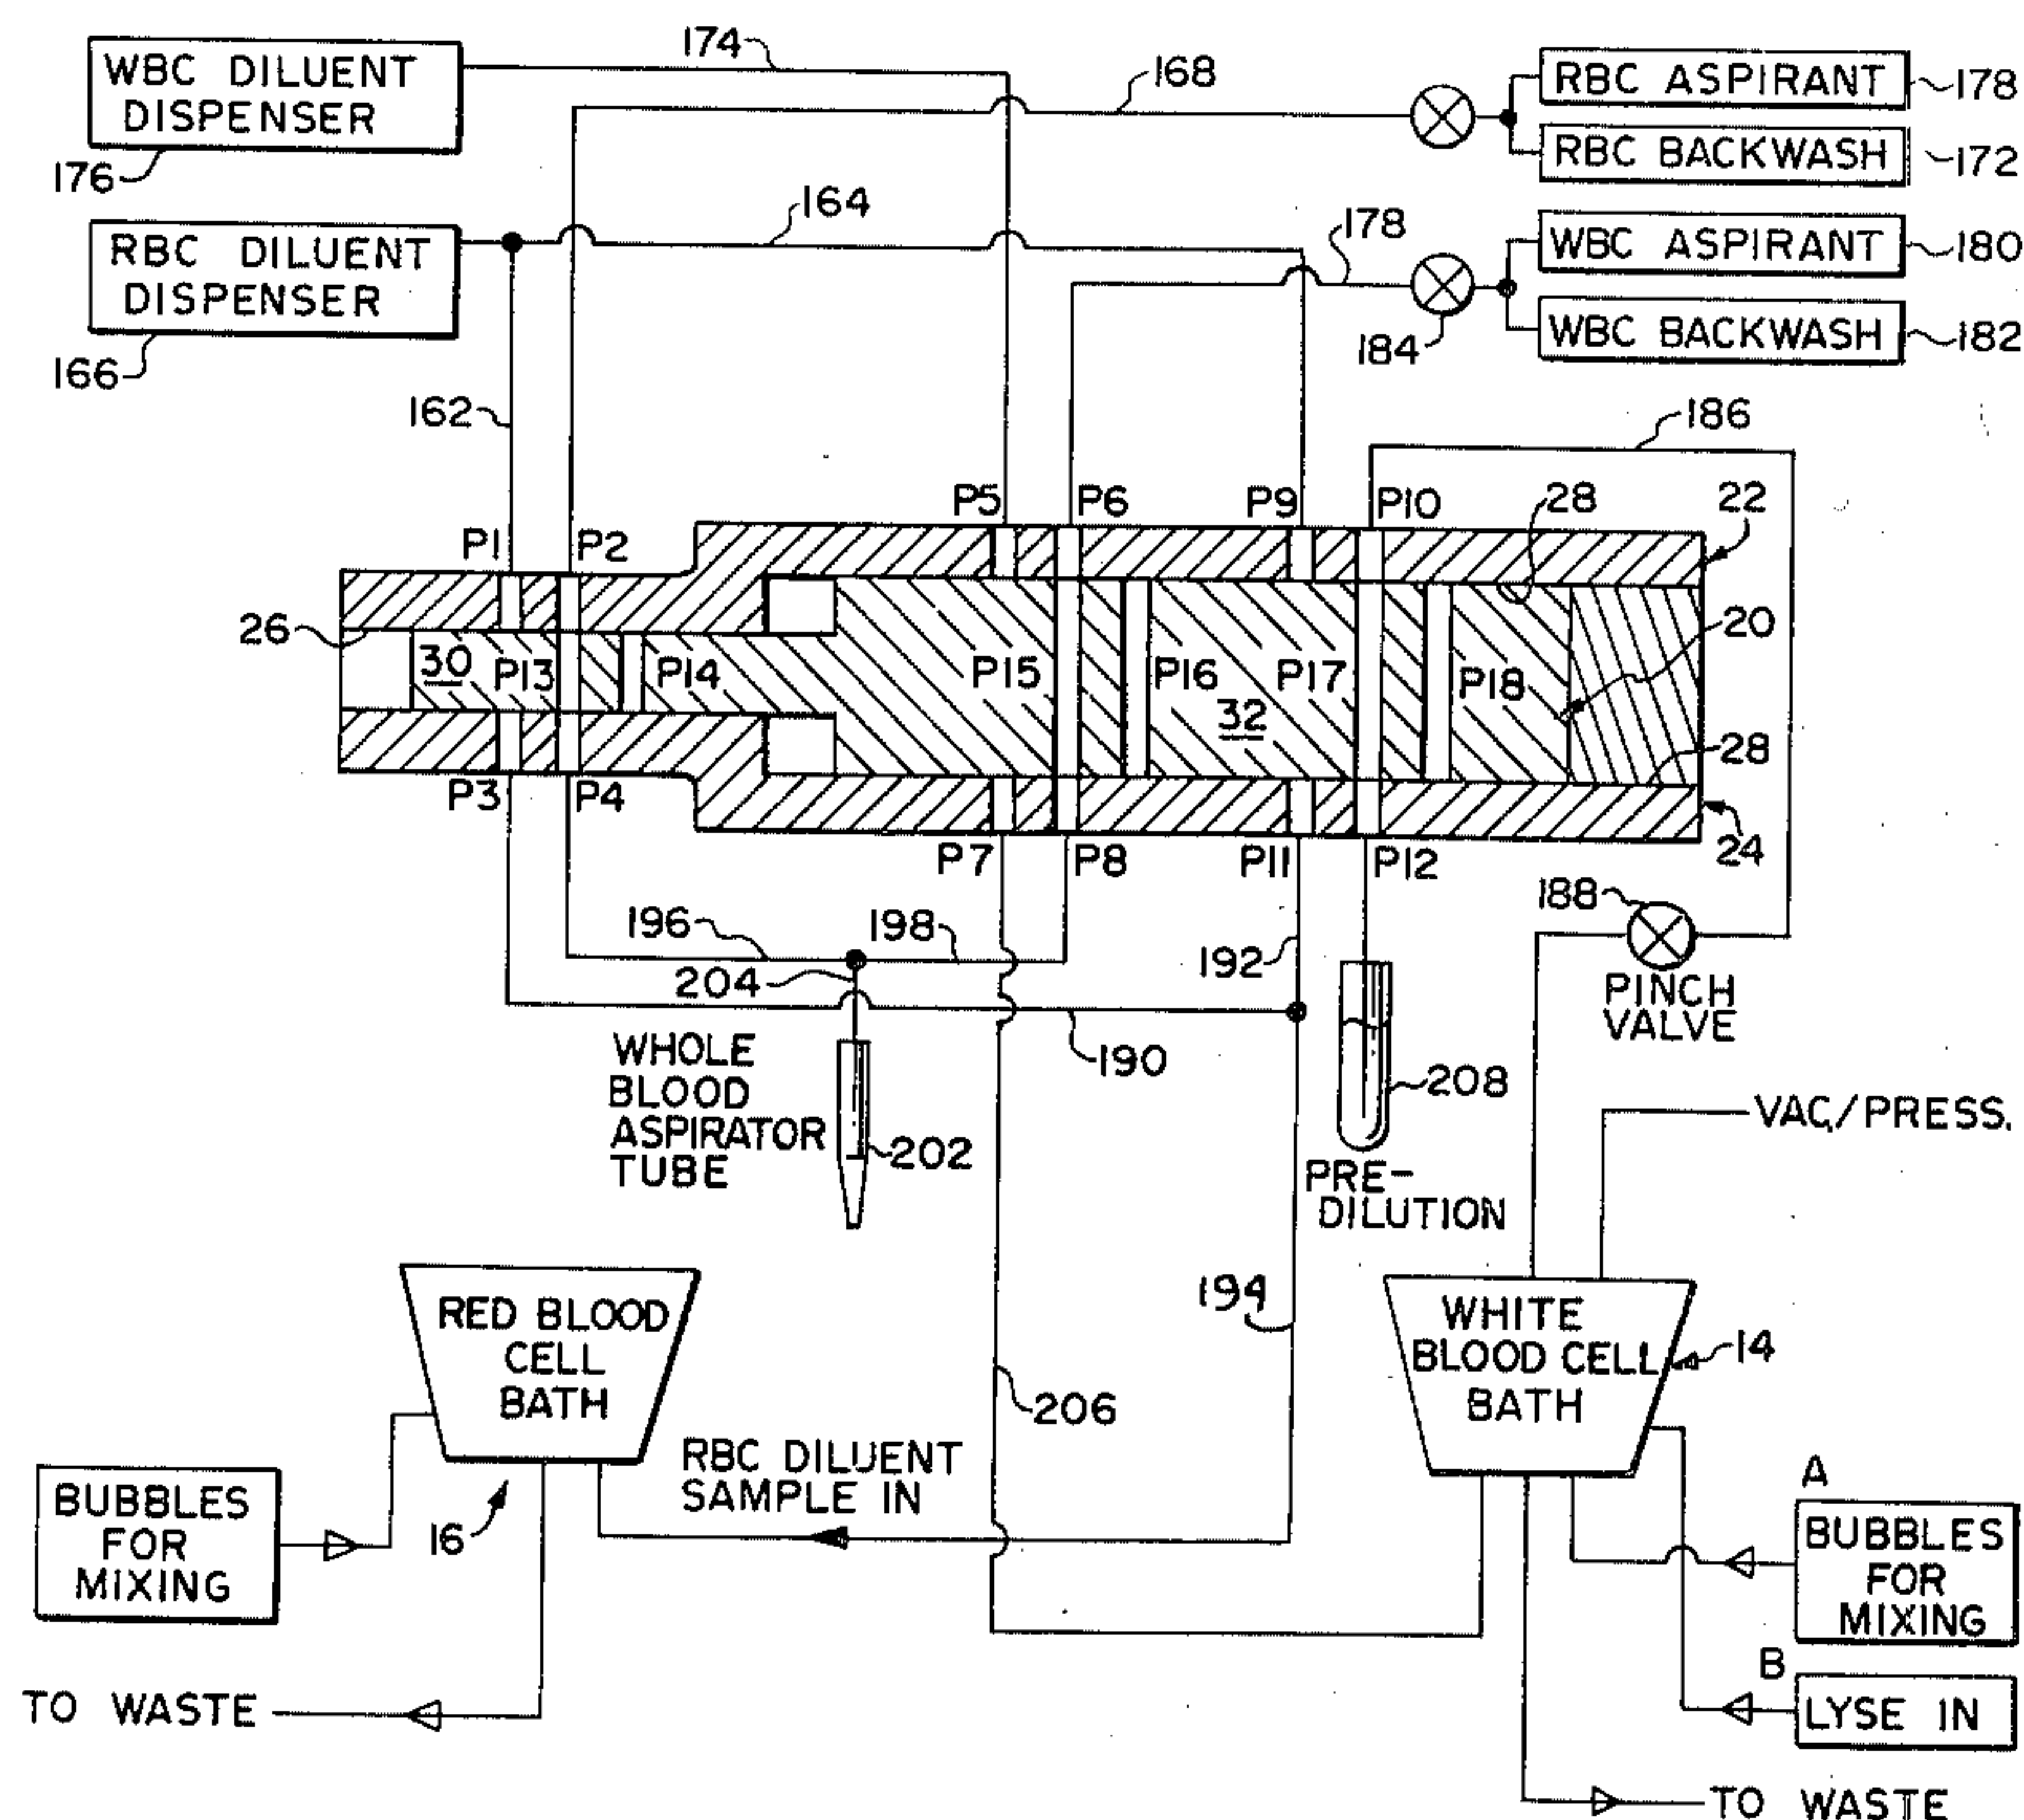 174
168
WBC DILUENT
DISPENSER
176
RBC ASPIRANT
178
RBC BACKWASH
172
164
178
RBC DILUENT
DISPENSER
166
WBC ASPIRANT
180
WBC BACKWASH
182
184
162
186
P1
P2
P5
P6
P9
P10
28
22
26
30
P13
P14
P15
P16
32
P17
P18
20
28
P3
P4
P7
P8
P11
P12
24
188
PINCH
VALVE
196
198
204
192
190
WHOLE
BLOOD
ASPIRATOR
TUBE
202
208
PRE-
DILUTION
VAC./PRESS.
RED BLOOD
CELL
BATH
16
194
206
WHITE
BLOOD CELL
BATH
14
RBC DILUENT
SAMPLE IN
BUBBLES
FOR
MIXING
A
BUBBLES
FOR
MIXING
B
LYSE IN
TO WASTE
TO WASTE